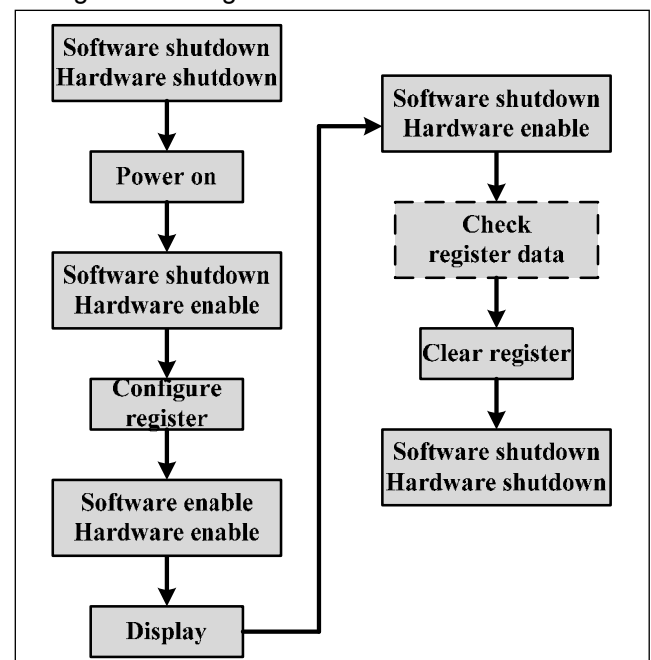 Software shutdown
Hardware shutdown
Power on
Software shutdown
Hardware enable
Configure
register
Software enable
Hardware enable
Display
Software shutdown
Hardware enable
Check
register data
Clear register
Software shutdown
Hardware shutdown